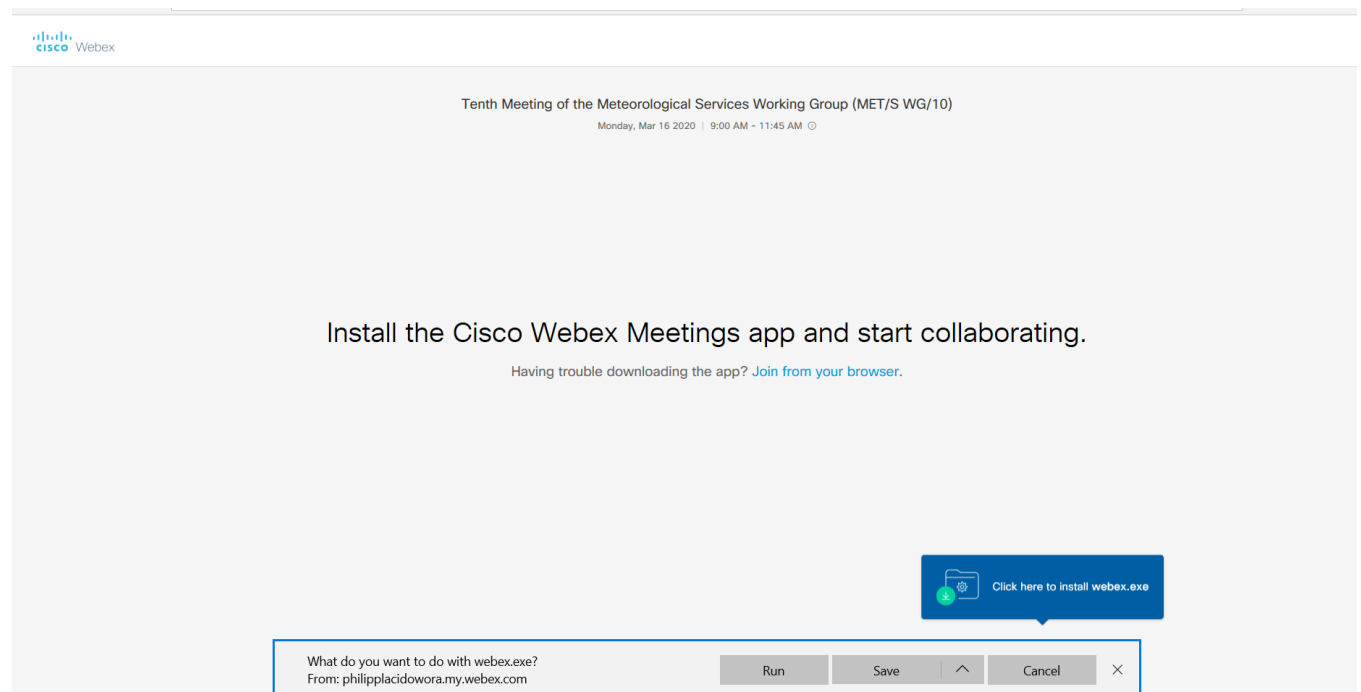 cisco Webex
Tenth Meeting of the Meteorological Services Working Group (MET/S WG/10)
Monday, Mar 16 2020 | 9:00 AM - 11:45 AM
Install the Cisco Webex Meetings app and start collaborating.
Having trouble downloading the app? Join from your browser.
Click here to install webex.exe
What do you want to do with webex.exe?
From: philipplacidowora.my.webex.com
Run Save Cancel